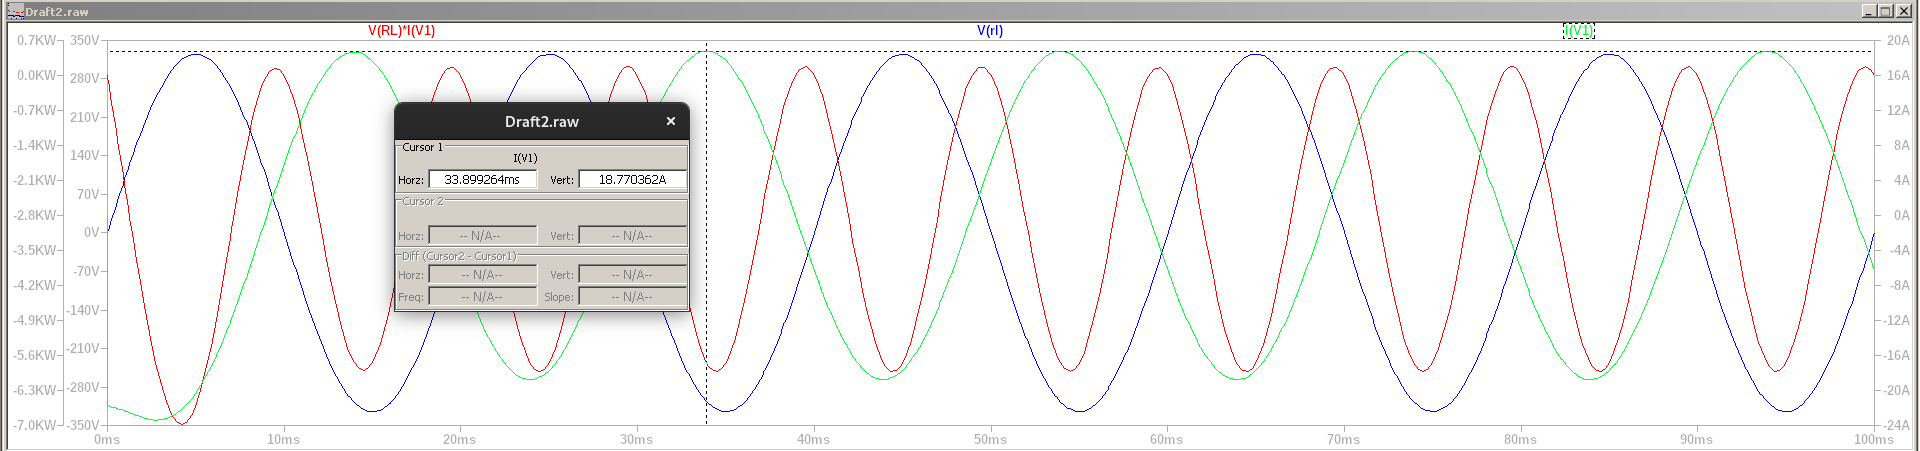 Draft2.raw
V(RL)*I(V1) V(rl) I(V1)
0.7KW 350V 20A
0.0KW 280V 16A
-0.7KW 210V 12A
-1.4KW 140V 8A
-2.1KW 70V 4A
-2.8KW 0V 0A
-3.5KW -70V -4A
-4.2KW -140V -8A
-4.9KW -210V -12A
-5.6KW -280V -16A
-6.3KW -350V -20A
-7.0KW -24A
0ms 10ms 20ms 30ms 40ms 50ms 60ms 70ms 80ms 90ms 100ms
Draft2.raw ×
Cursor 1
I(V1)
Horz: 33.899264ms Vert: 18.770362A
Cursor 2
Horz: -- N/A-- Vert: -- N/A--
Diff (Cursor2 - Cursor1)
Horz: -- N/A-- Vert: -- N/A--
Freq: -- N/A-- Slope: -- N/A--